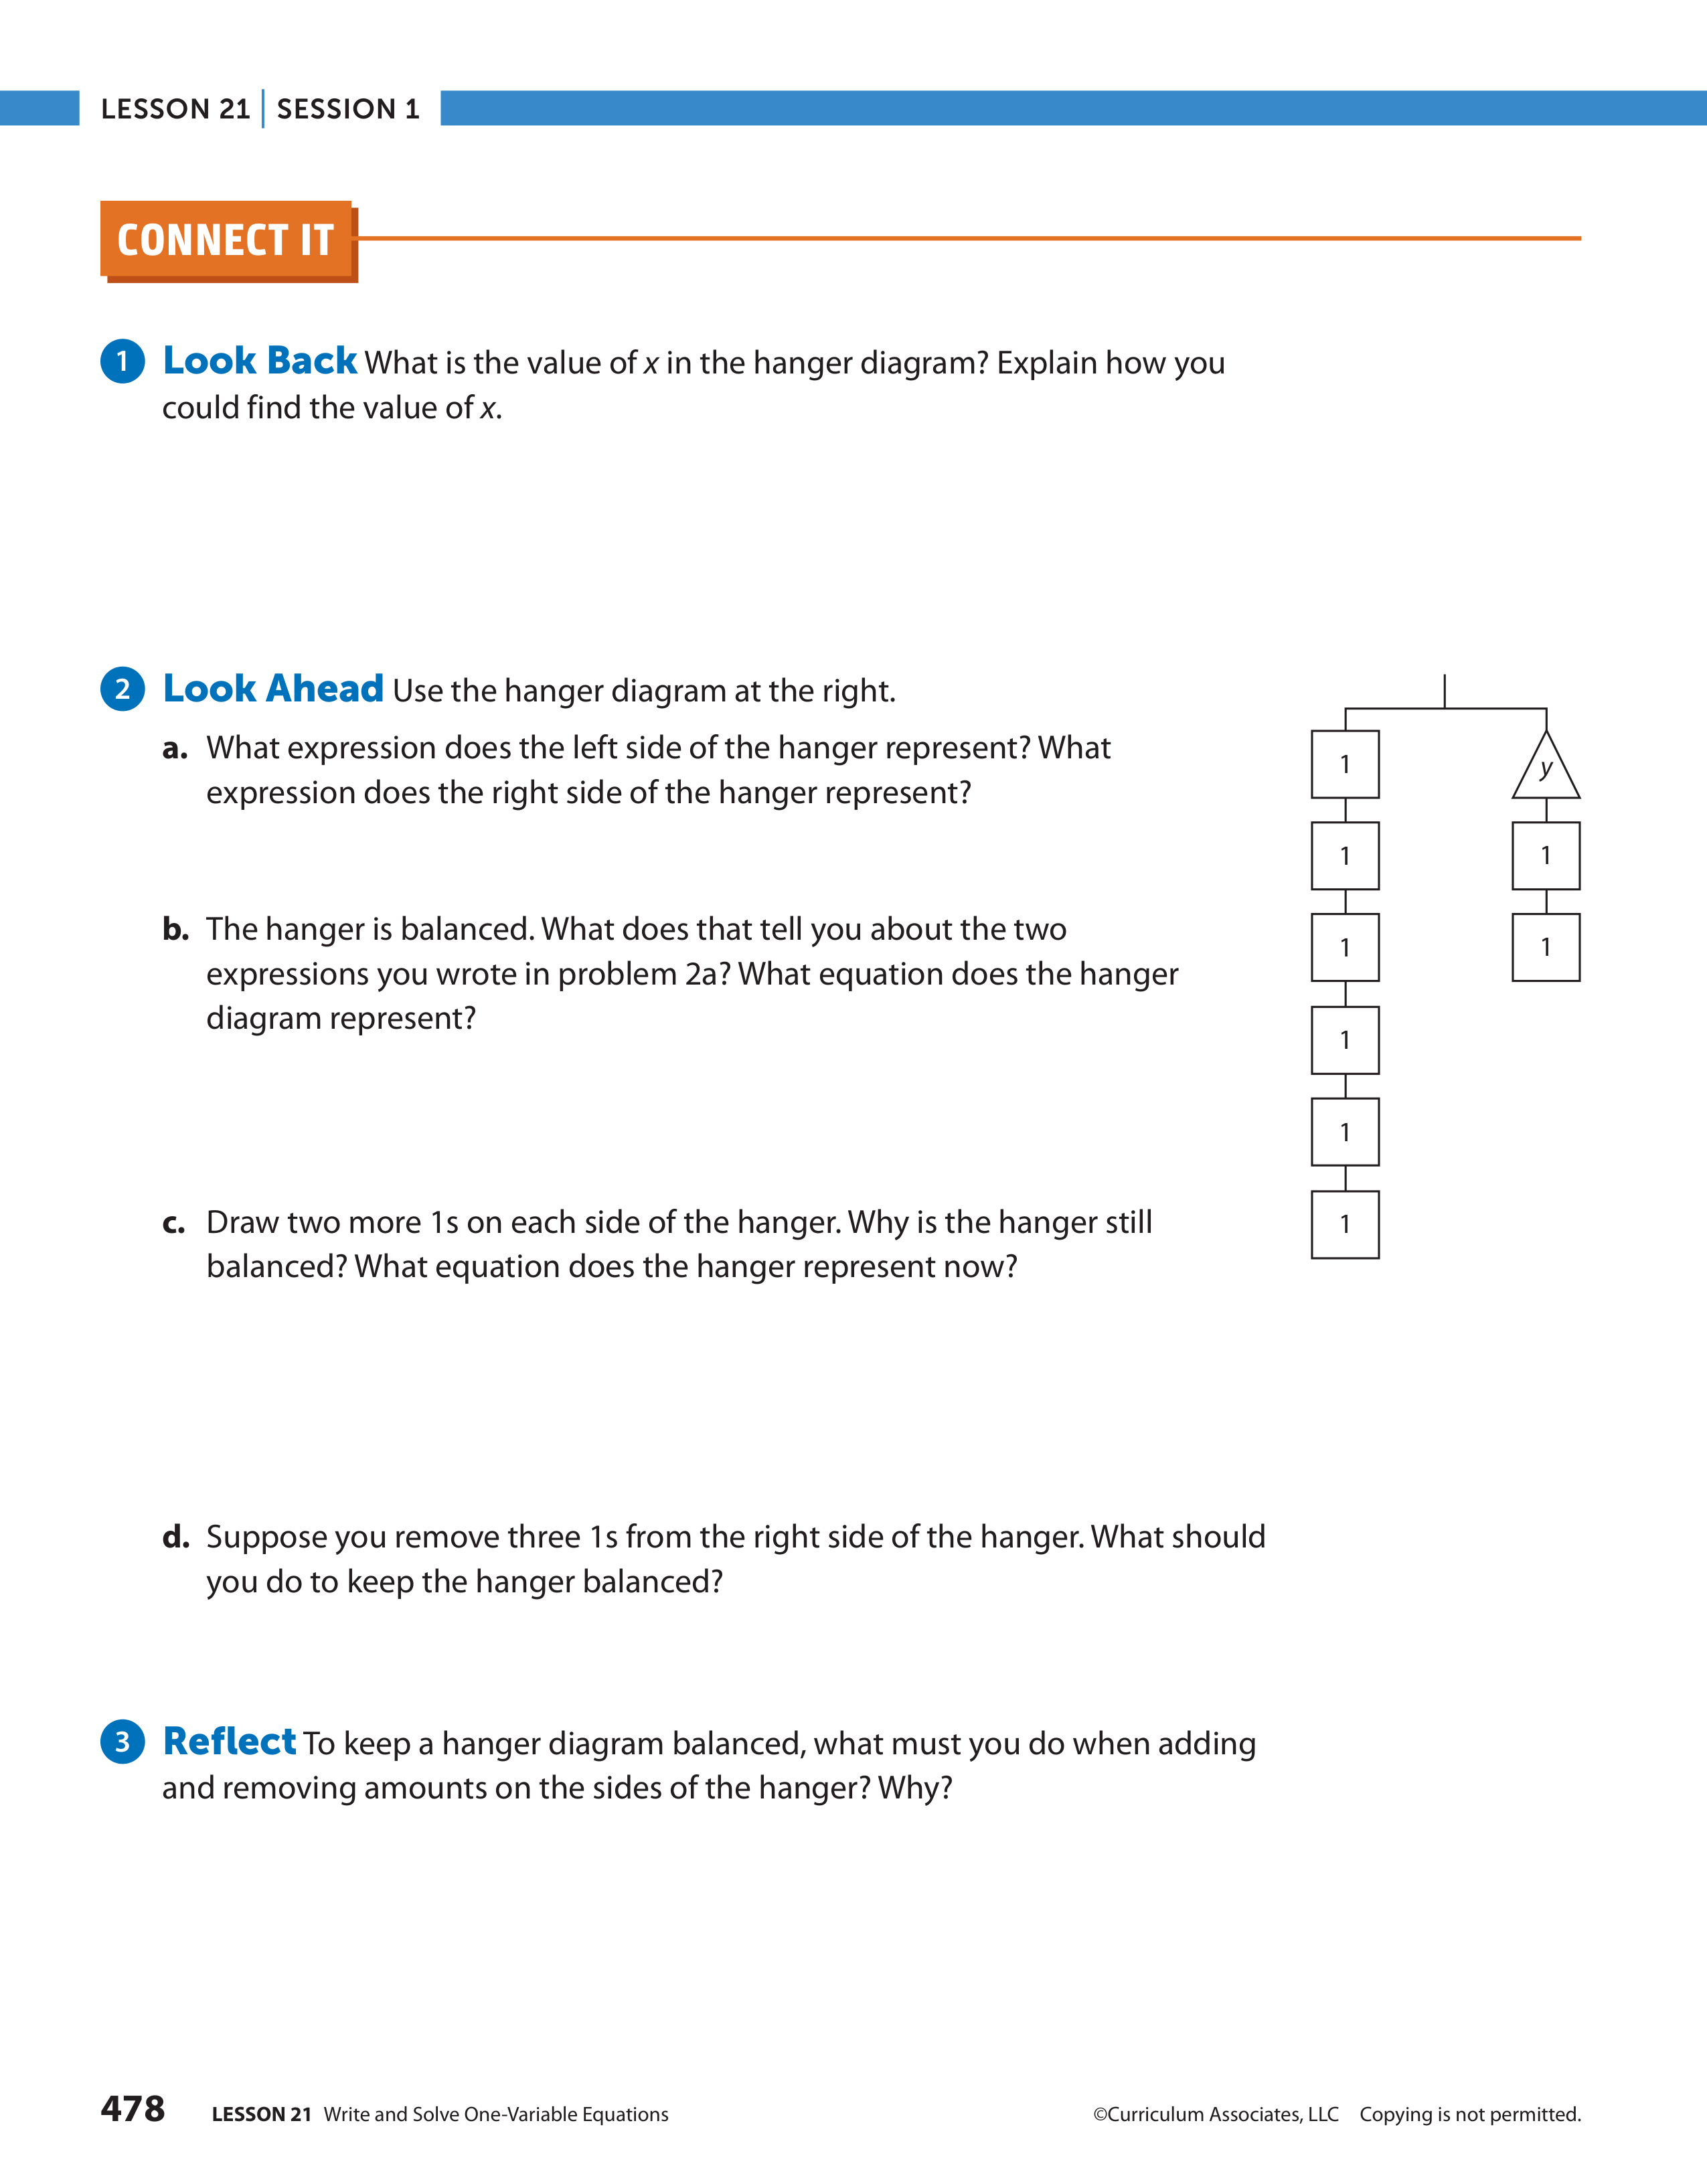 LESSON 21 | SESSION 1
CONNECT IT
1 Look Back What is the value of x in the hanger diagram? Explain how you
could find the value of x.
2 Look Ahead Use the hanger diagram at the right.
a. What expression does the left side of the hanger represent? What
expression does the right side of the hanger represent?
b. The hanger is balanced. What does that tell you about the two
expressions you wrote in problem 2a? What equation does the hanger
diagram represent?
c. Draw two more 1s on each side of the hanger. Why is the hanger still
balanced? What equation does the hanger represent now?
d. Suppose you remove three 1s from the right side of the hanger. What should
you do to keep the hanger balanced?
1 y
1 1
1 1
1
1
1
3 Reflect To keep a hanger diagram balanced, what must you do when adding
and removing amounts on the sides of the hanger? Why?
478 LESSON 21 Write and Solve One-Variable Equations ©Curriculum Associates, LLC Copying is not permitted.